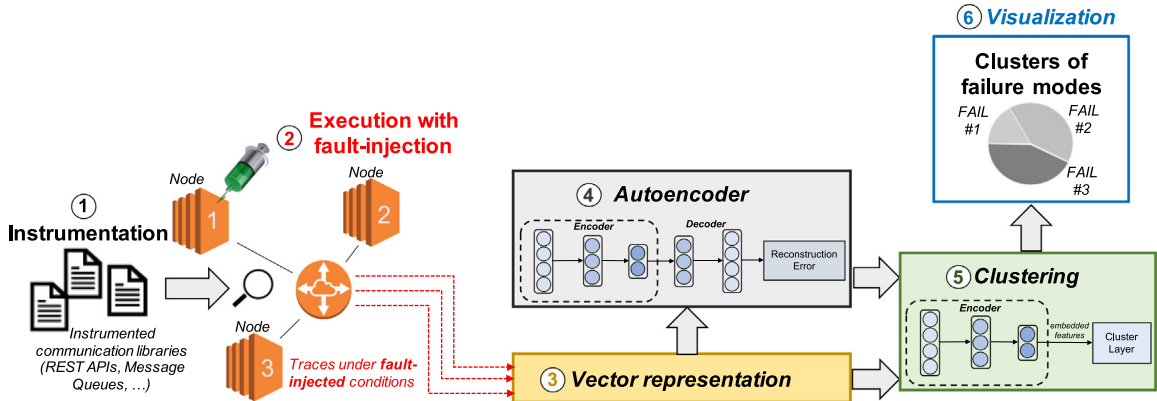 ① Instrumentation
Instrumented
communication libraries
(REST APIs, Message
Queues, …)
② Execution with
fault-injection
Node
1
Node
2
Node
3
Traces under fault-
injected conditions
③ Vector representation
④ Autoencoder
Encoder
Decoder
Reconstruction
Error
⑤ Clustering
Encoder
embedded
features
Cluster
Layer
⑥ Visualization
Clusters of
failure modes
FAIL
#1
FAIL
#2
FAIL
#3